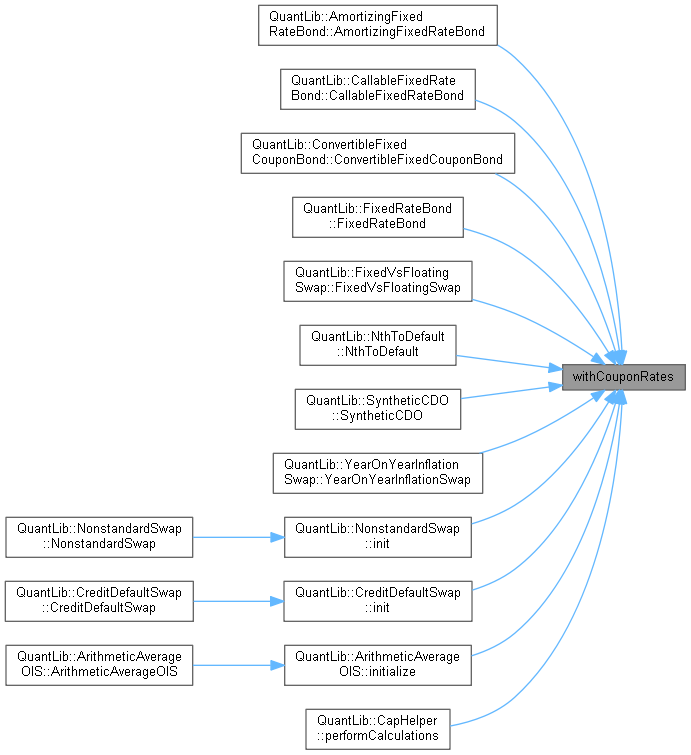 QuantLib::AmortizingFixed
RateBond::AmortizingFixedRateBond
QuantLib::CallableFixedRate
Bond::CallableFixedRateBond
QuantLib::ConvertibleFixed
CouponBond::ConvertibleFixedCouponBond
QuantLib::FixedRateBond
::FixedRateBond
QuantLib::FixedVsFloating
Swap::FixedVsFloatingSwap
QuantLib::NthToDefault
::NthToDefault
withCouponRates
QuantLib::SyntheticCDO
::SyntheticCDO
QuantLib::YearOnYearInflation
Swap::YearOnYearInflationSwap
QuantLib::NonstandardSwap
::NonstandardSwap
QuantLib::NonstandardSwap
::init
QuantLib::CreditDefaultSwap
::CreditDefaultSwap
QuantLib::CreditDefaultSwap
::init
QuantLib::ArithmeticAverage
OIS::ArithmeticAverageOIS
QuantLib::ArithmeticAverage
OIS::initialize
QuantLib::CapHelper
::performCalculations